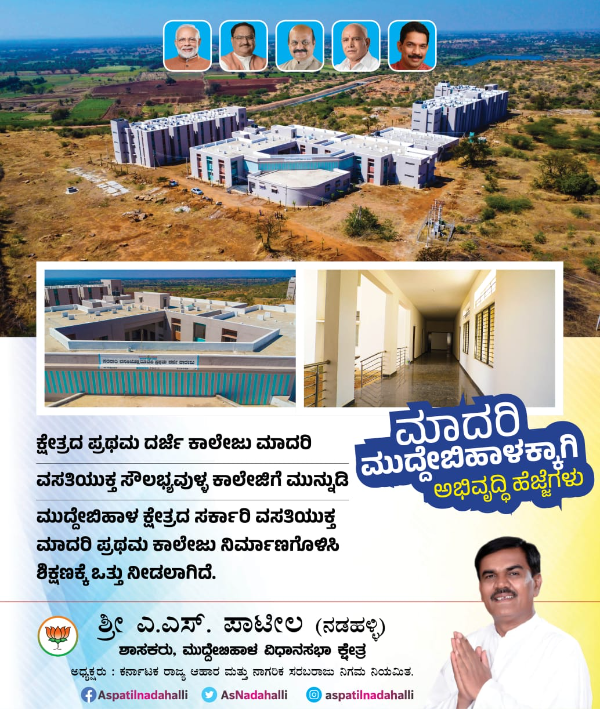 ಮಾದರಿ
ಮುದ್ದೇಬಿಹಾಳಕ್ಕಾಗಿ
ಅಭಿವೃದ್ಧಿ ಹೆಜ್ಜೆಗಳು
ಕ್ಷೇತ್ರದ ಪ್ರಥಮ ದರ್ಜೆ ಕಾಲೇಜು ಮಾದರಿ
ವಸತಿಯುಕ್ತ ಸೌಲಭ್ಯವುಳ್ಳ ಕಾಲೇಜಿಗೆ ಮುನ್ನುಡಿ
ಮುದ್ದೇಬಿಹಾಳ ಕ್ಷೇತ್ರದ ಸರ್ಕಾರಿ ವಸತಿಯುಕ್ತ
ಮಾದರಿ ಪ್ರಥಮ ಕಾಲೇಜು ನಿರ್ಮಾಣಗೊಳಿಸಿ
ಶಿಕ್ಷಣಕ್ಕೆ ಒತ್ತು ನೀಡಲಾಗಿದೆ.
ಶ್ರೀ ಎ.ಎಸ್. ಪಾಟೀಲ (ನಡಹಳ್ಳಿ)
ಶಾಸಕರು, ಮುದ್ದೇಬಿಹಾಳ ವಿಧಾನಸಭಾ ಕ್ಷೇತ್ರ
ಅಧ್ಯಕ್ಷರು : ಕರ್ನಾಟಕ ರಾಜ್ಯ ಆಹಾರ ಮತ್ತು ನಾಗರಿಕ ಸರಬರಾಜು ನಿಗಮ ನಿಯಮಿತ.
Aspatilnadahalli AsNadahalli aspatilnadahalli